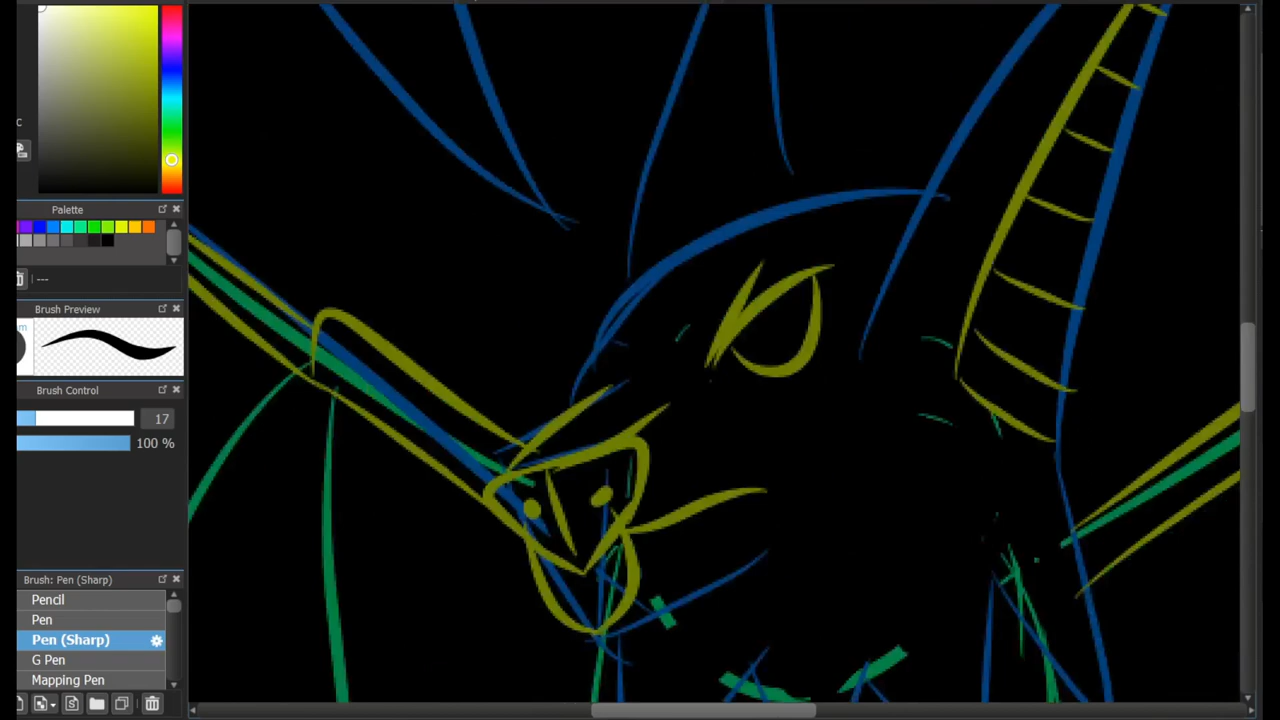 c
Palette
---
Brush Preview
m
Brush Control
17
100 %
Brush: Pen (Sharp)
Pencil
Pen
Pen (Sharp)
G Pen
Mapping Pen